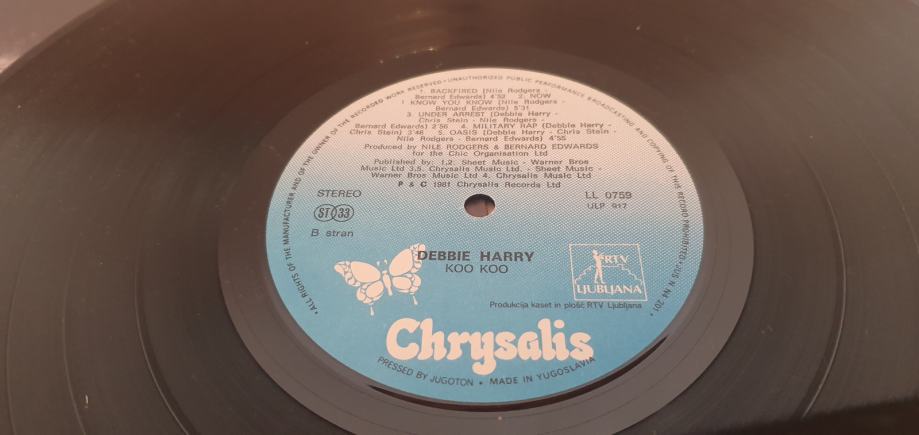 • ALL RIGHTS OF THE MANUFACTURER AND OF THE OWNER OF THE RECORDED WORK RESERVED • UNAUTHORIZED PUBLIC PERFORMANCE BROADCASTING AND COPYING OF THIS RECORD PROHIBITED • JUS N N4 201 •
1. BACKFIRED (Nile Rodgers -
Bernard Edwards) 4'53 2. NOW
I KNOW YOU KNOW (Nile Rodgers -
Bernard Edwards) 5'31
3. UNDER ARREST (Debbie Harry -
Chris Stein - Nile Rodgers -
Bernard Edwards) 2'56 4. MILITARY RAP (Debbie Harry -
Chris Stein) 3'46 5. OASIS (Debbie Harry - Chris Stein -
Nile Rodgers - Bernard Edwards) 4'55
Produced by NILE RODGERS & BERNARD EDWARDS
for the Chic Organisation Ltd
Published by: 1,2. Sheet Music - Warner Bros
Music Ltd 3,5. Chrysalis Music Ltd. - Sheet Music -
Warner Bros Music Ltd 4. Chrysalis Music Ltd
P & C 1981 Chrysalis Records Ltd
STEREO
ST 33
B stran
LL 0759
ULP 917
DEBBIE HARRY
KOO KOO
RTV
LJUBLJANA
Produkcija kaset in plošč RTV Ljubljana
Chrysalis
PRESSED BY JUGOTON • MADE IN YUGOSLAVIA